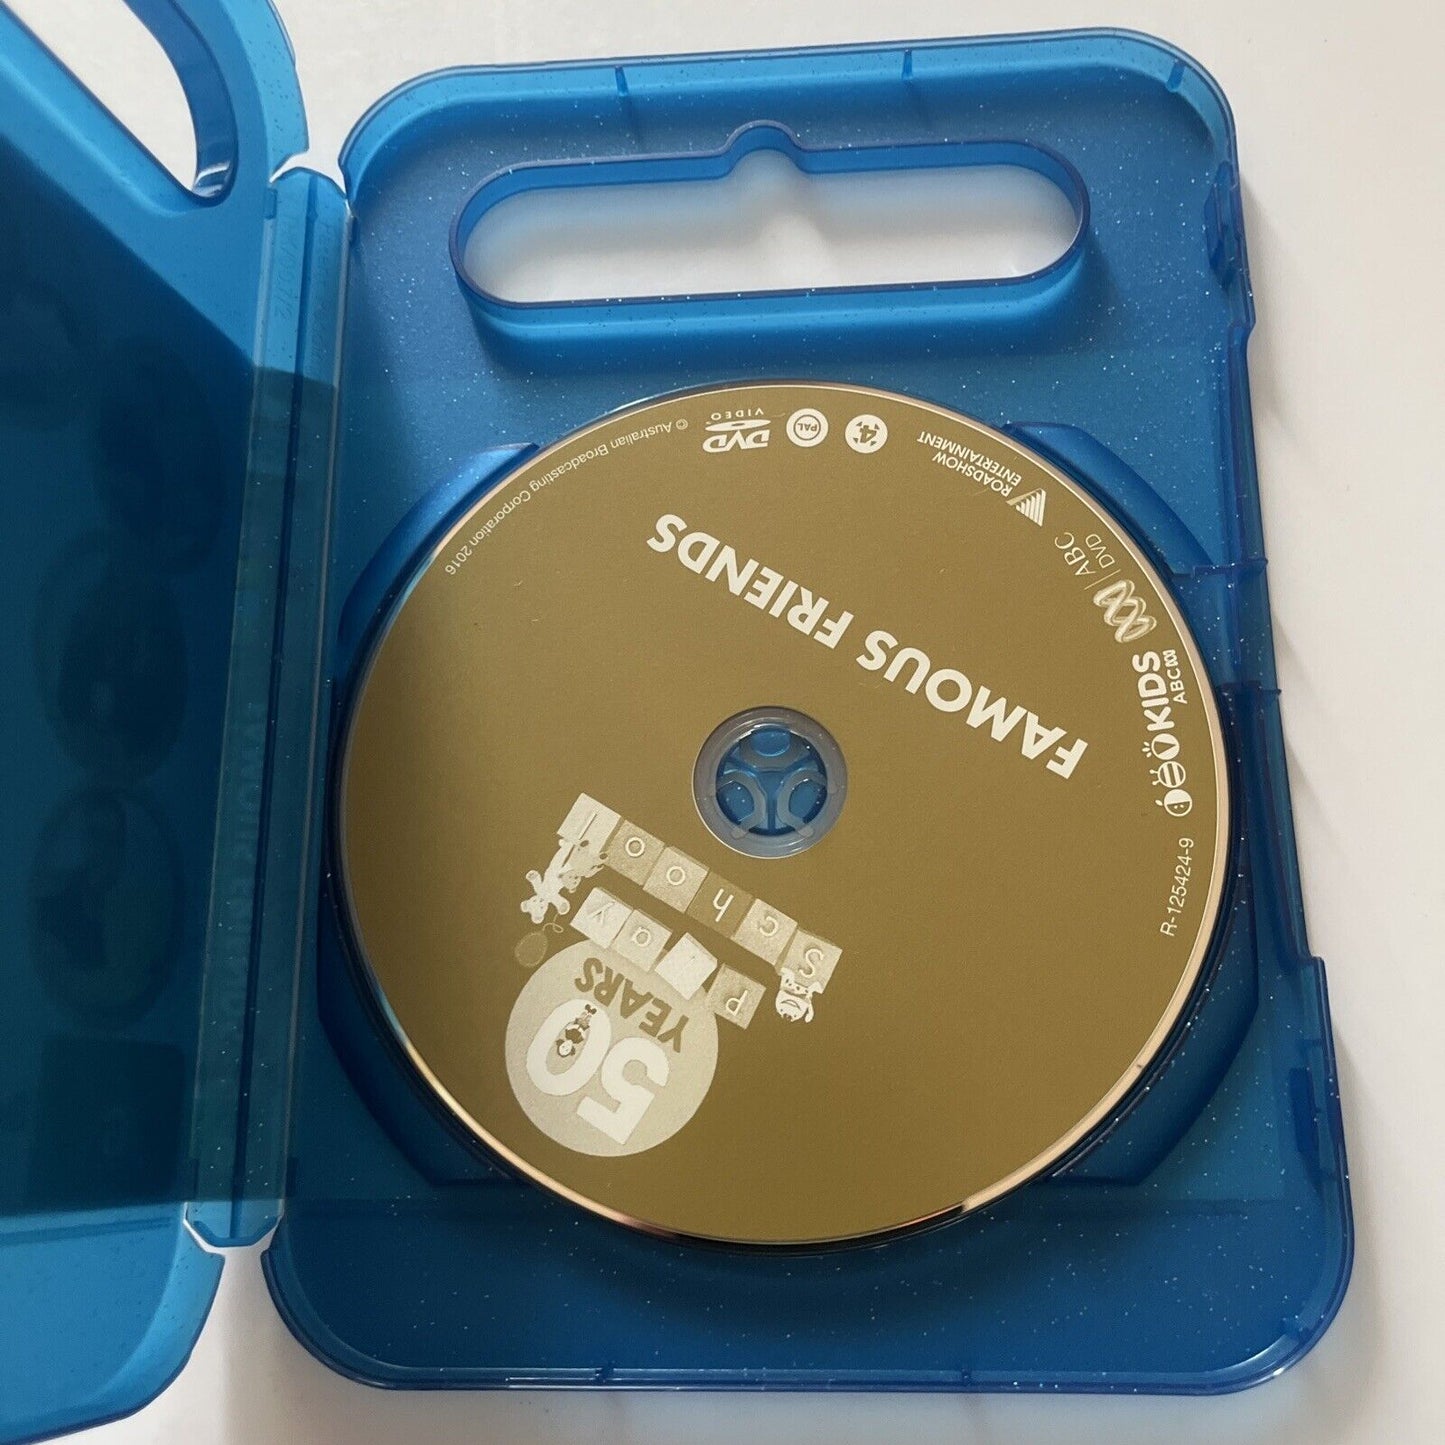 50
YEARS
Play
School
FAMOUS FRIENDS
R-125424-9
KIDS
ABC
ABC
DVD
ROADSHOW
ENTERTAINMENT
4
PAL
DVD
VIDEO
© Australian Broadcasting Corporation 2016